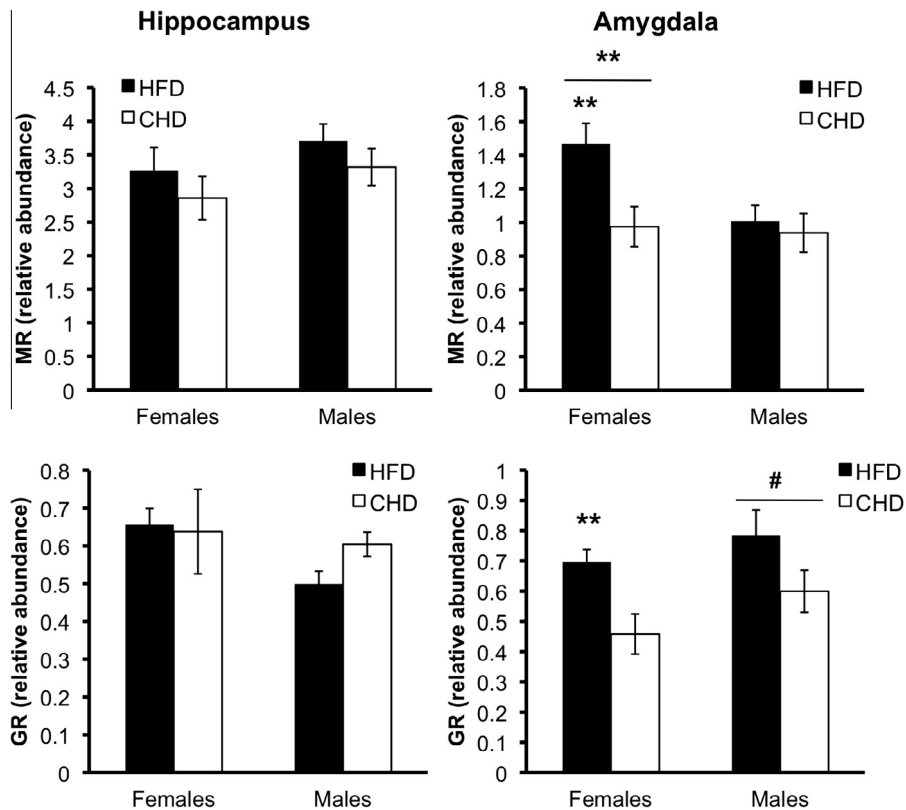 Hippocampus
MR (relative abundance)
4.5
4
3.5
3
2.5
2
1.5
1
0.5
0
HFD
CHD
Females Males
Amygdala
MR (relative abundance)
1.8
1.6
1.4
1.2
1
0.8
0.6
0.4
0.2
0
**
**
HFD
CHD
Females Males
GR (relative abundance)
0.8
0.7
0.6
0.5
0.4
0.3
0.2
0.1
0
HFD
CHD
Females Males
GR (relative abundance)
1
0.9
0.8
0.7
0.6
0.5
0.4
0.3
0.2
0.1
0
**
#
HFD
CHD
Females Males